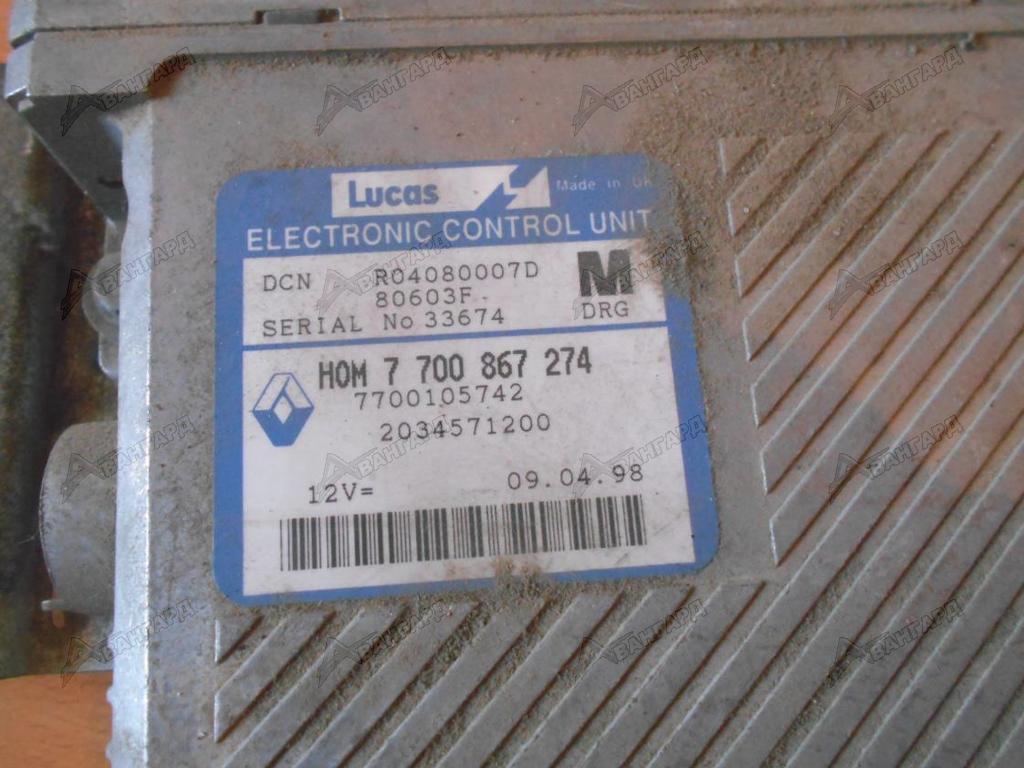 Lucas Made in UK
ELECTRONIC CONTROL UNIT
DCN R04080007D M
80603F
SERIAL No 33674 DRG
HOM 7 700 867 274
7700105742
2034571200
12V= 09.04.98
АВАНГАРД